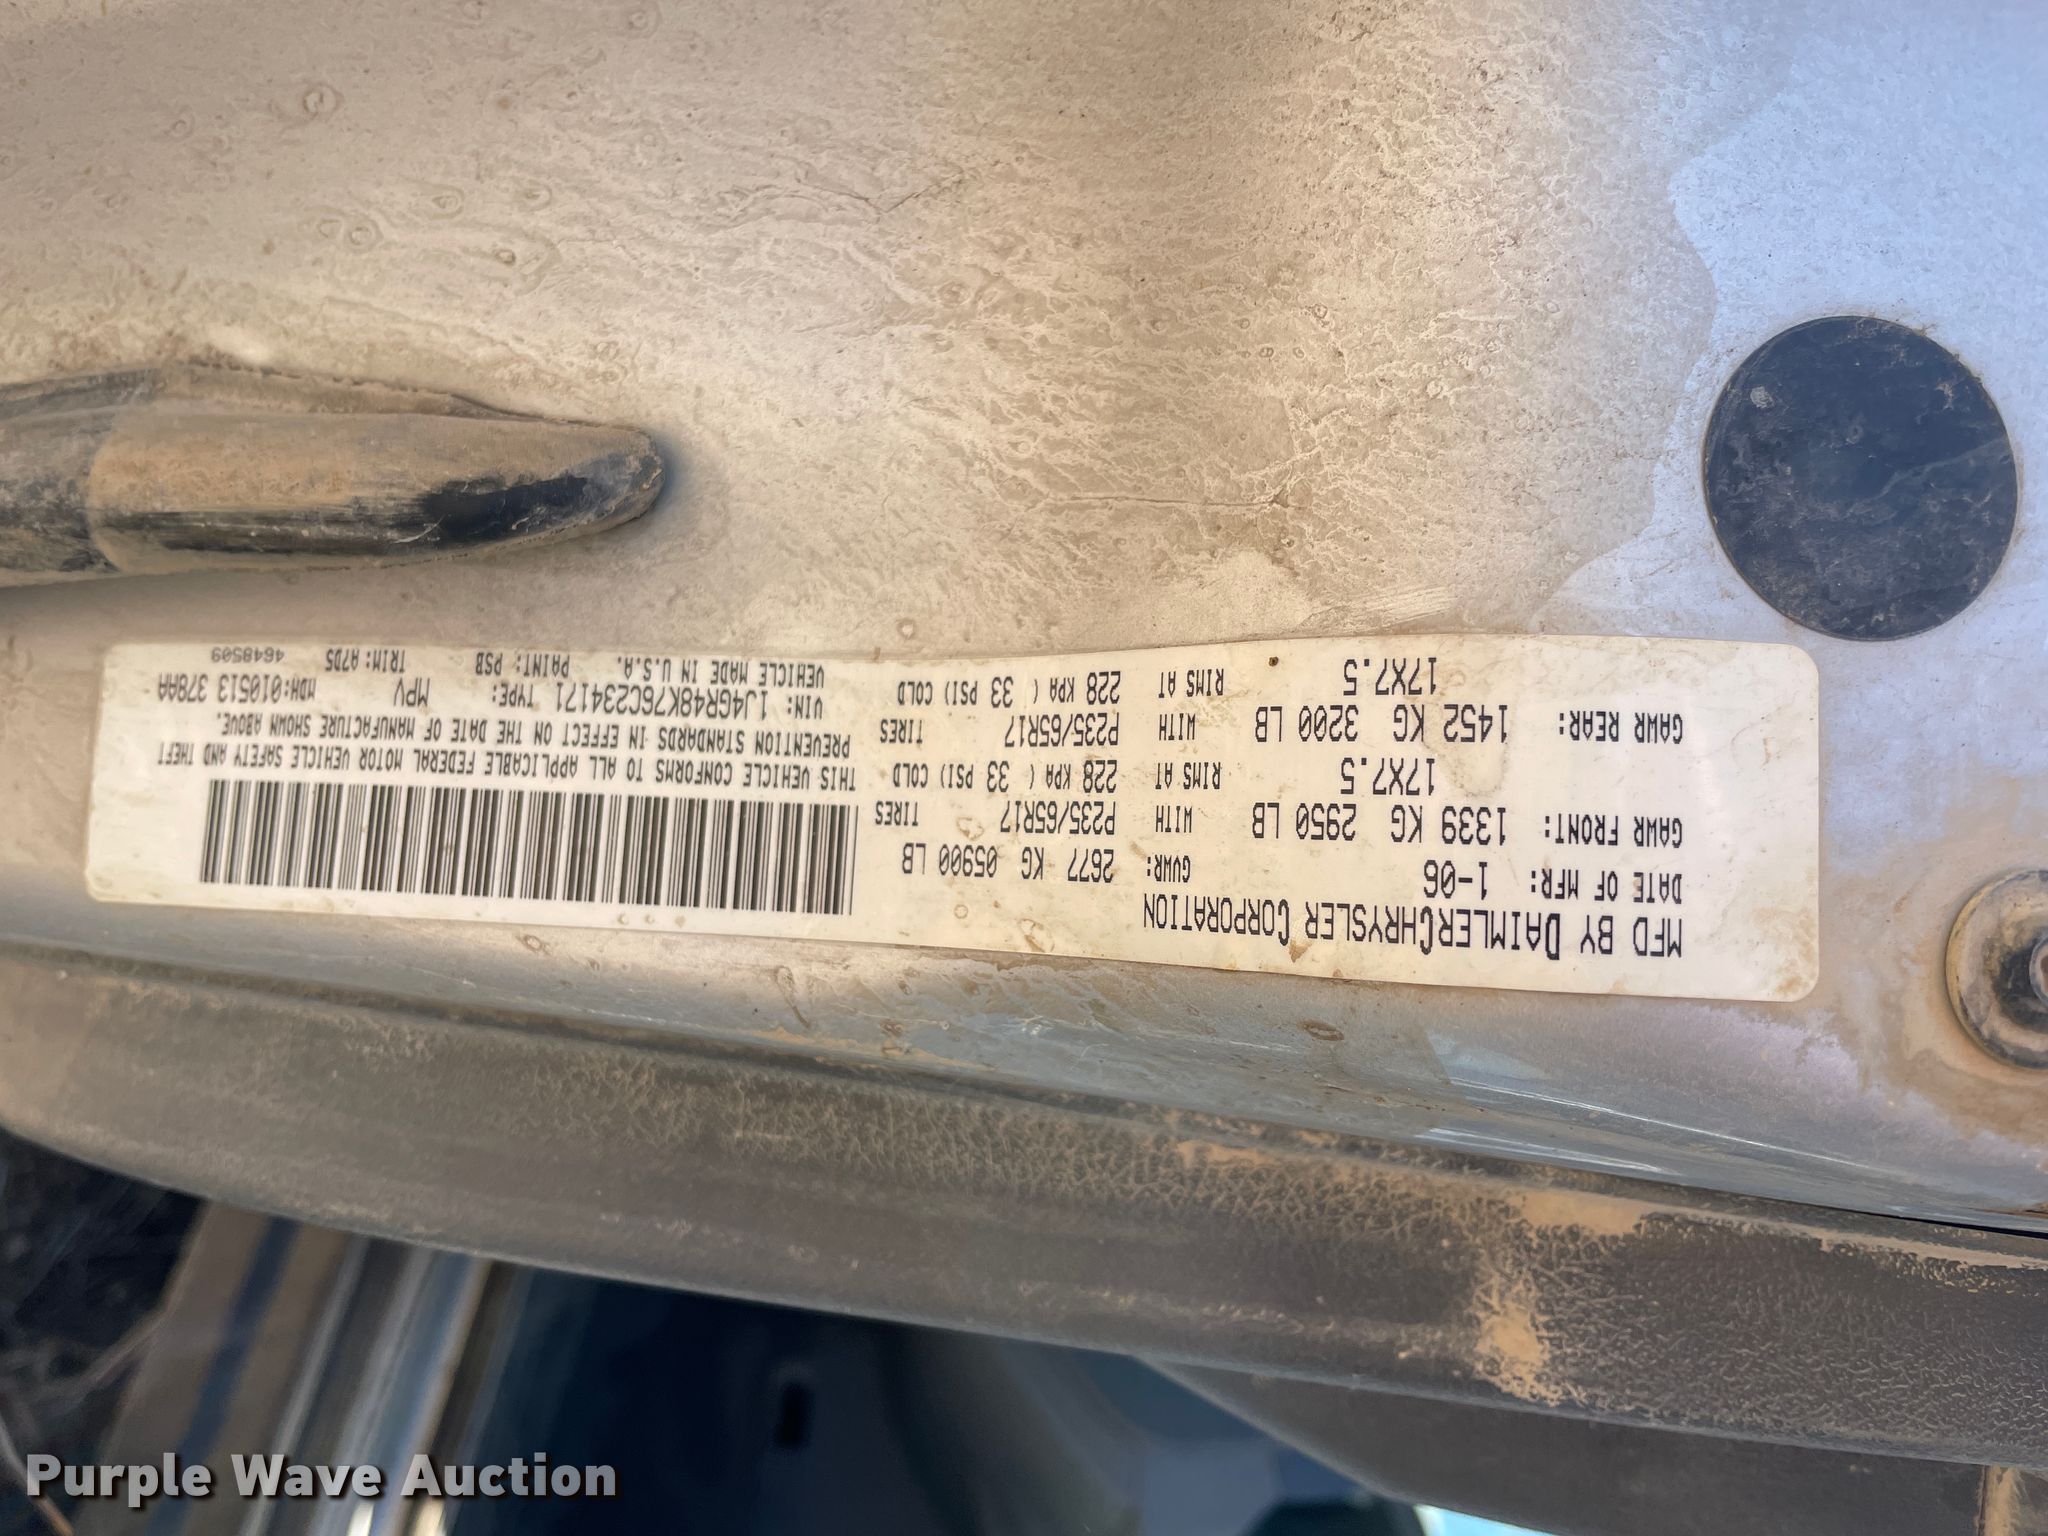 MFD BY DAIMLERCHRYSLER CORPORATION
DATE OF MFR: 1-06 GVWR: 2677 KG 05900 LB
GAWR FRONT: 1339 KG 2950 LB WITH P235/65R17 TIRES
17X7.5 RIMS AT 228 KPA ( 33 PSI) COLD
GAWR REAR: 1452 KG 3200 LB WITH P235/65R17 TIRES
17X7.5 RIMS AT 228 KPA ( 33 PSI) COLD
THIS VEHICLE CONFORMS TO ALL APPLICABLE FEDERAL MOTOR VEHICLE SAFETY AND THEFT
PREVENTION STANDARDS IN EFFECT ON THE DATE OF MANUFACTURE SHOWN ABOVE.
VIN: 1J4GR48K76C234171 TYPE: MPV MDH:010513 378AA
VEHICLE MADE IN U.S.A. PAINT: PSB TRIM:A7D5 4648509
Purple Wave Auction